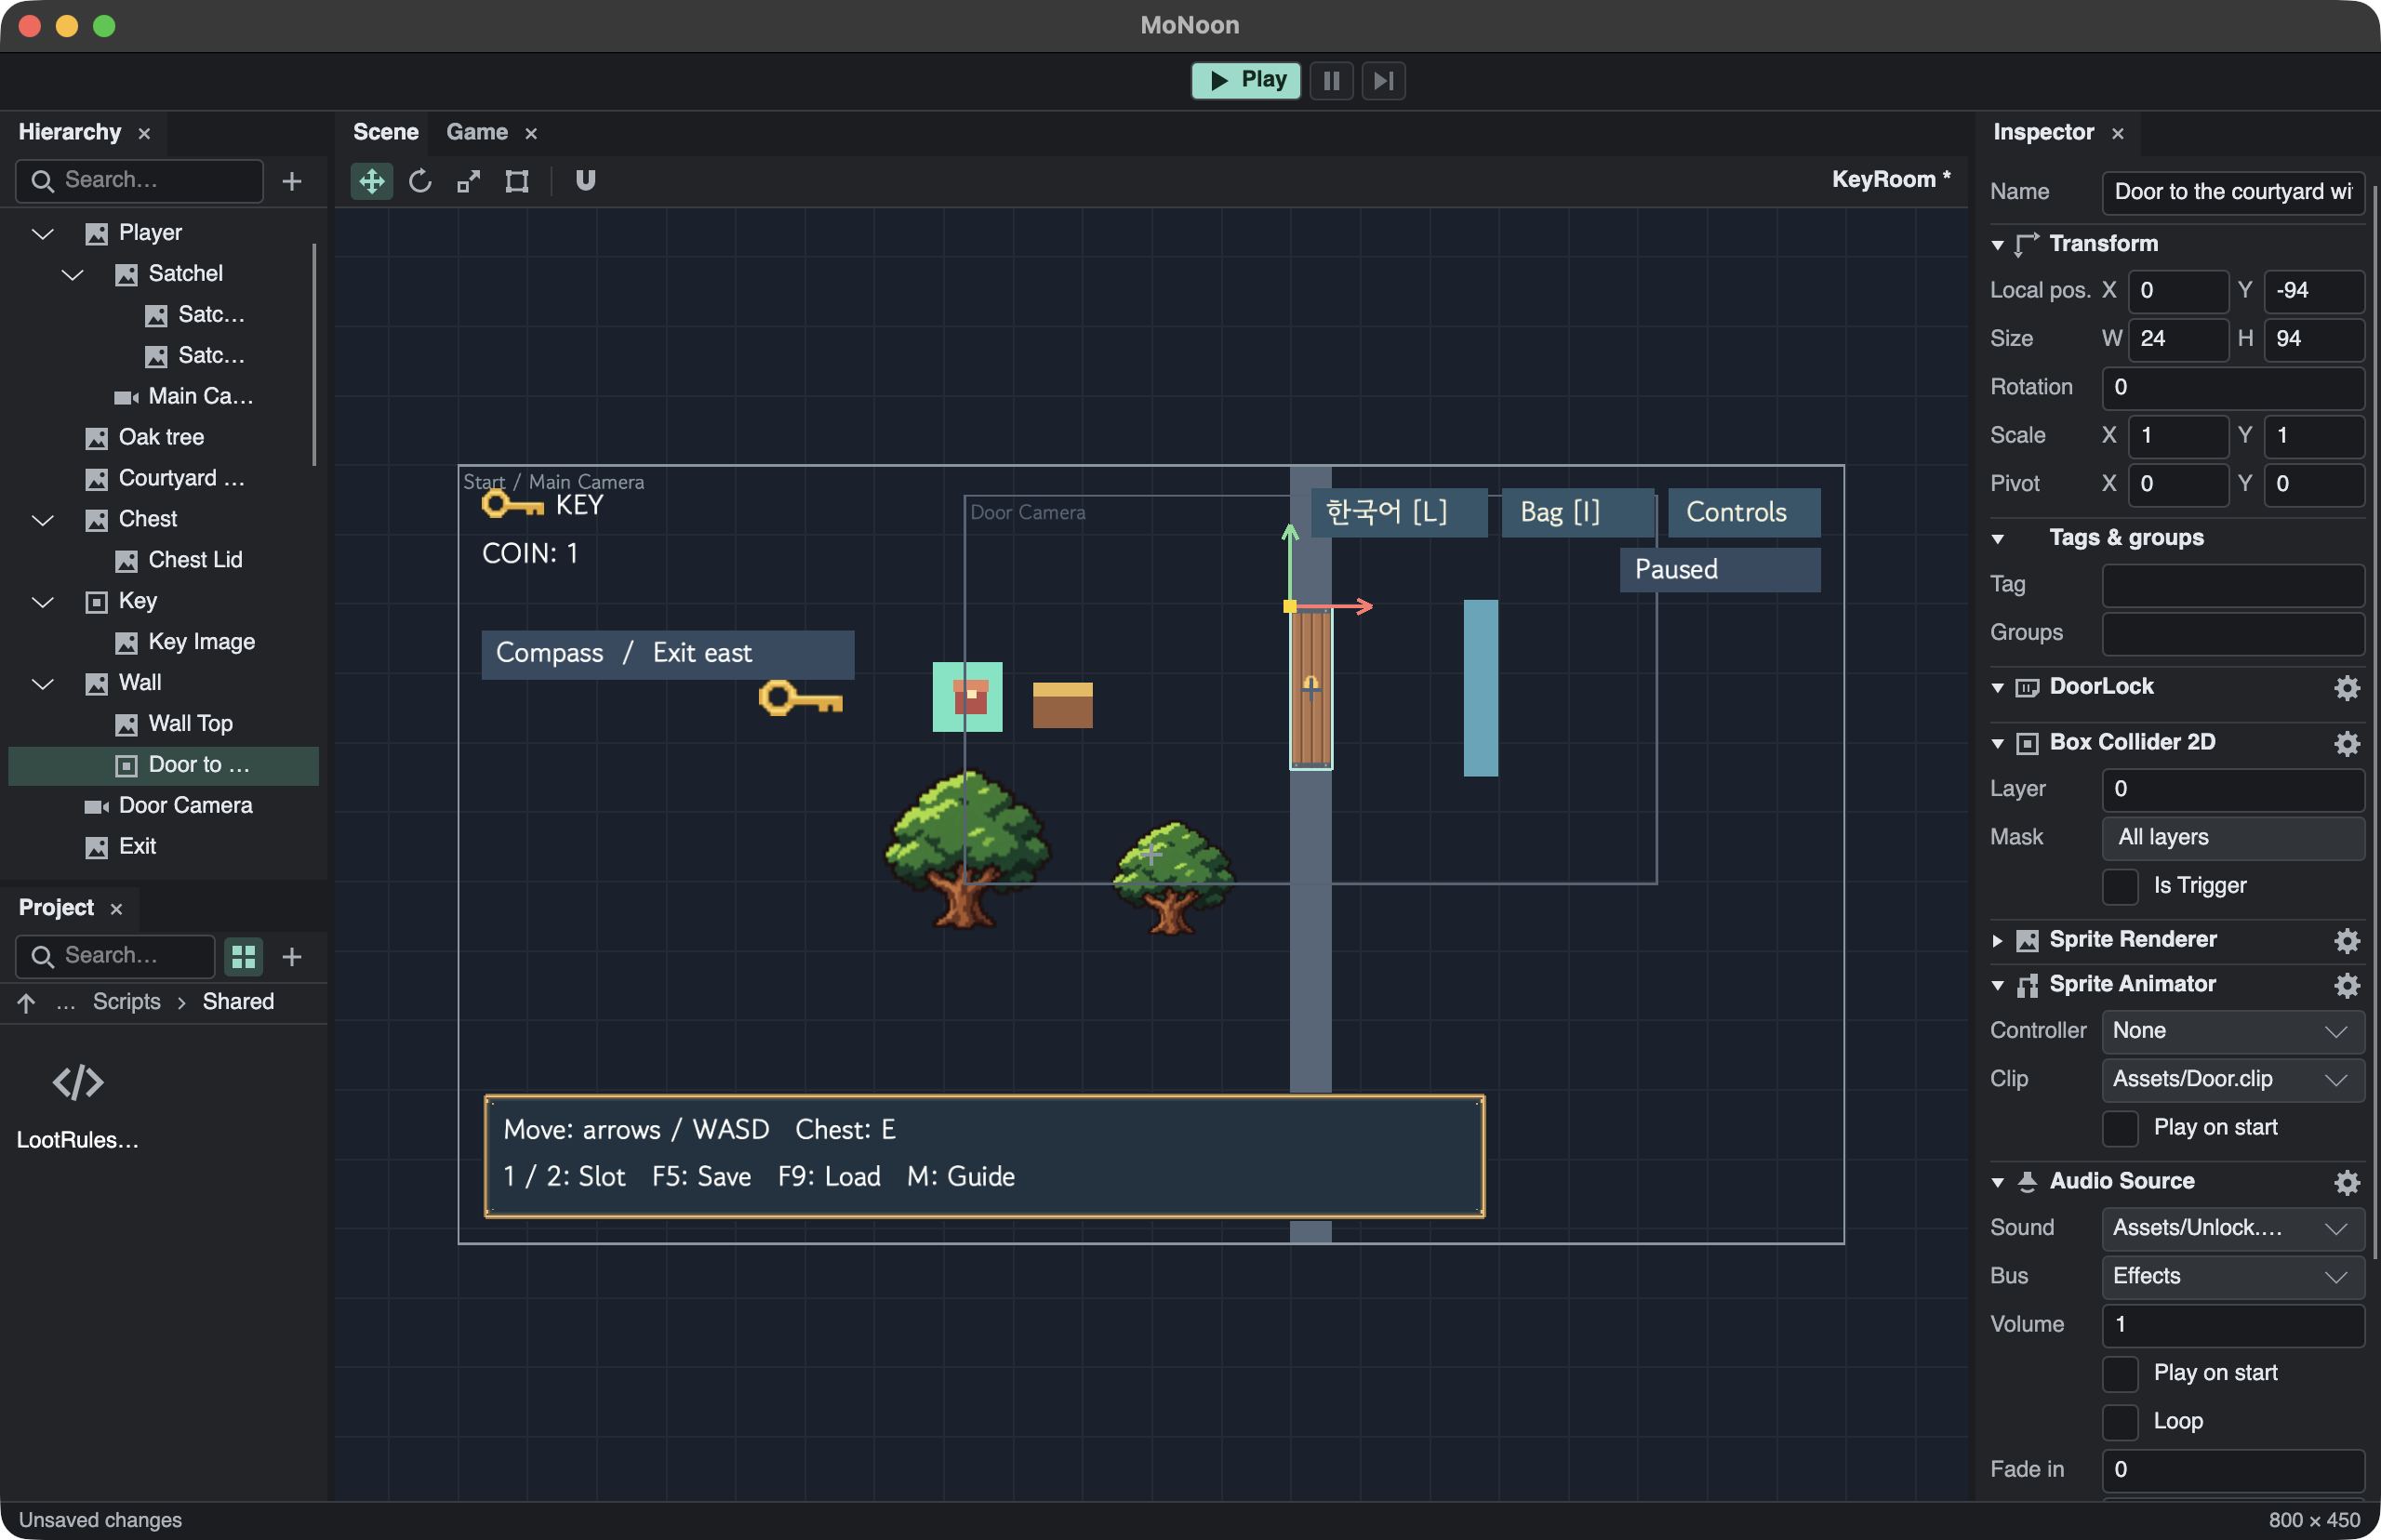 MoNoon
Play
Hierarchy
Search...
Player
Satchel
Satc...
Satc...
Main Ca...
Oak tree
Courtyard ...
Chest
Chest Lid
Key
Key Image
Wall
Wall Top
Door to ...
Door Camera
Exit
Project
Search...
... Scripts › Shared
LootRules...
Scene Game
KeyRoom *
Start / Main Camera
KEY
COIN: 1
Door Camera
한국어 [L] Bag [I] Controls
Paused
Compass / Exit east
Move: arrows / WASD Chest: E
1 / 2: Slot F5: Save F9: Load M: Guide
Inspector
Name Door to the courtyard wi
Transform
Local pos. X 0 Y -94
Size W 24 H 94
Rotation 0
Scale X 1 Y 1
Pivot X 0 Y 0
Tags & groups
Tag
Groups
DoorLock
Box Collider 2D
Layer 0
Mask All layers
Is Trigger
Sprite Renderer
Sprite Animator
Controller None
Clip Assets/Door.clip
Play on start
Audio Source
Sound Assets/Unlock....
Bus Effects
Volume 1
Play on start
Loop
Fade in 0
Unsaved changes
800 × 450